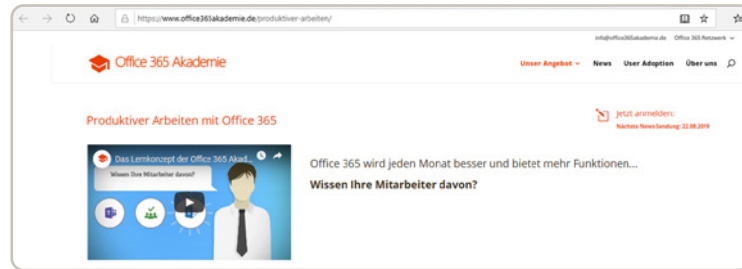 https://www.office365akademie.de/produktiver-arbeiten/
info@office365akademie.de Office 365 Netzwerk
Office 365 Akademie
Unser Angebot News User Adoption Über uns
Produktiver Arbeiten mit Office 365
Jetzt anmelden:
Nächste News-Sendung: 22.08.2019
Das Lernkonzept der Office 365 Akad...
Wissen Ihre Mitarbeiter davon?
Office 365 wird jeden Monat besser und bietet mehr Funktionen...
Wissen Ihre Mitarbeiter davon?